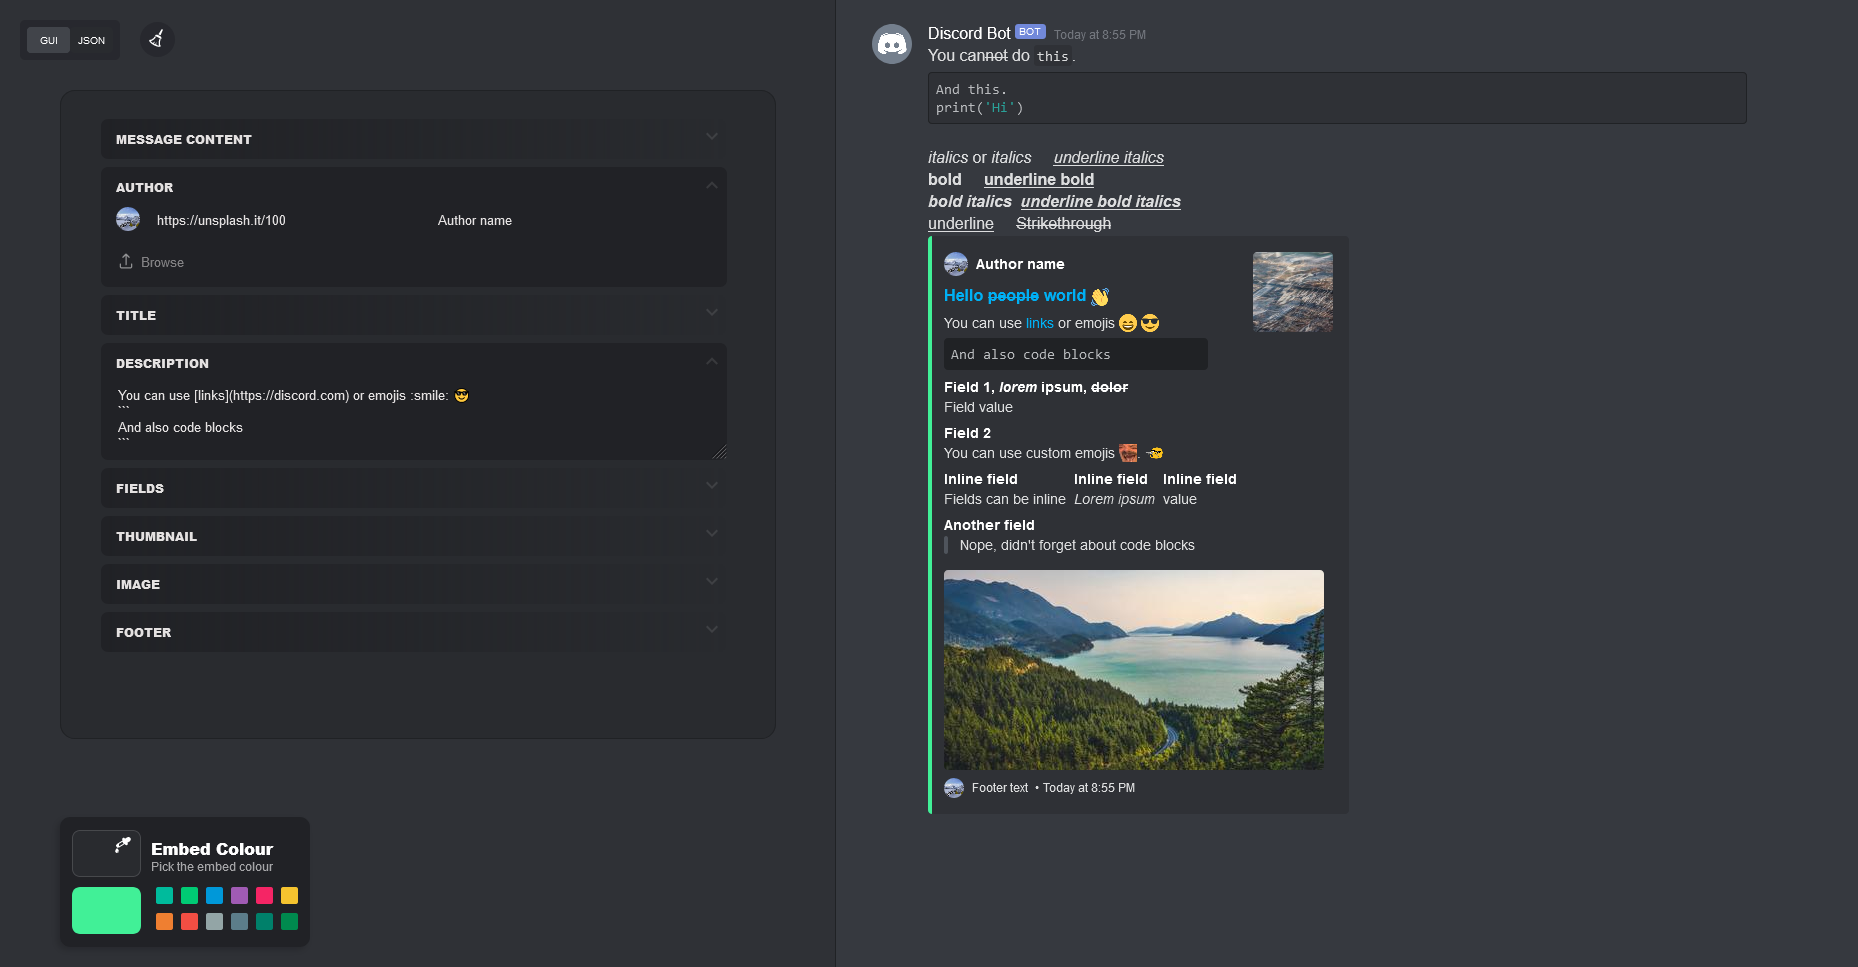 GUI JSON
MESSAGE CONTENT
AUTHOR
https://unsplash.it/100 Author name
Browse
TITLE
DESCRIPTION
You can use [links](https://discord.com) or emojis :smile: 😎
```
And also code blocks
```
FIELDS
THUMBNAIL
IMAGE
FOOTER
Embed Colour
Pick the embed colour
Discord Bot BOT Today at 8:55 PM
You cannot do this.
And this.
print('Hi')
italics or italics underline italics
bold underline bold
bold italics underline bold italics
underline Strikethrough
Author name
Hello people world 👋
You can use links or emojis 😄 😎
And also code blocks
Field 1, lorem ipsum, dolor
Field value
Field 2
You can use custom emojis .
Inline field Inline field Inline field
Fields can be inline Lorem ipsum value
Another field
Nope, didn't forget about code blocks
Footer text • Today at 8:55 PM